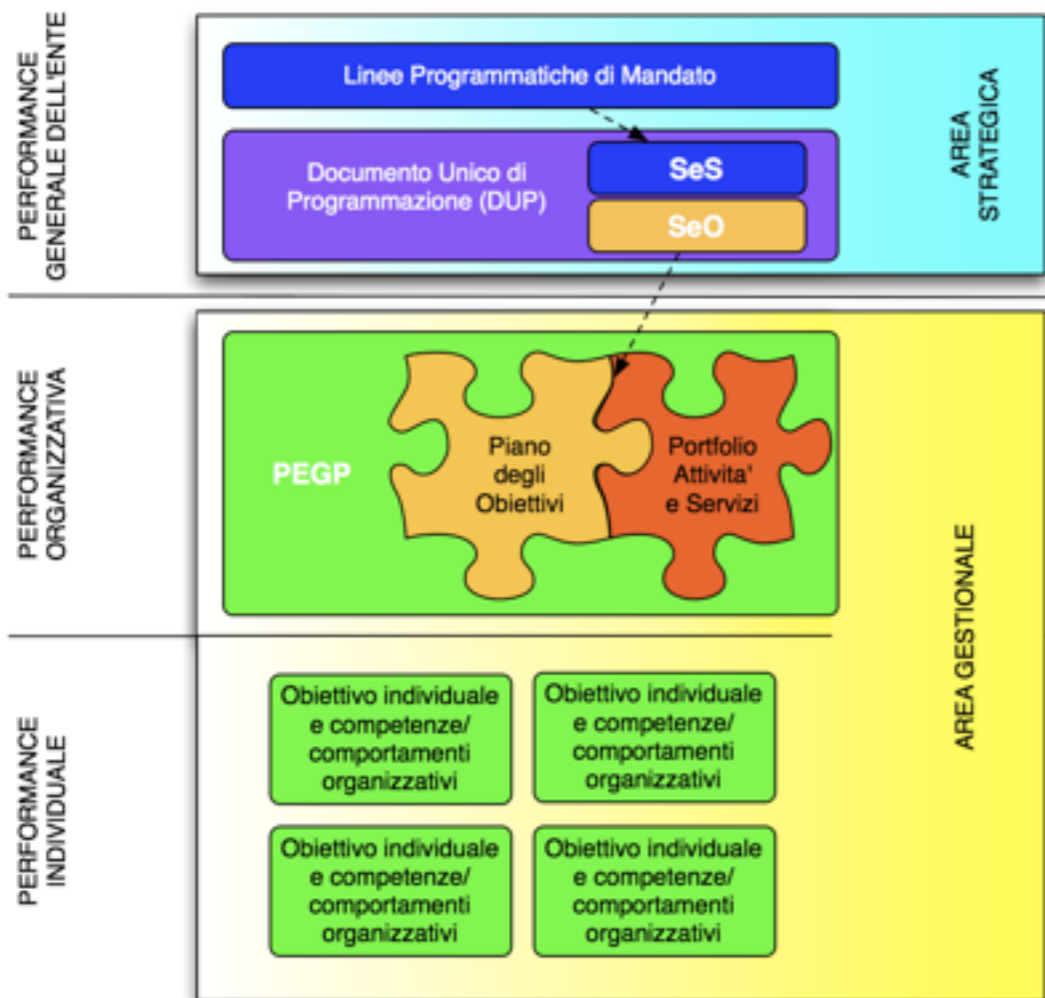 PERFORMANCE
GENERALE DELL'ENTE
Linee Programmatiche di Mandato
Documento Unico di
Programmazione (DUP)
SeS
SeO
AREA
STRATEGICA
PERFORMANCE
ORGANIZZATIVA
PEGP
Piano
degli
Obiettivi
Portfolio
Attivita'
e Servizi
AREA GESTIONALE
PERFORMANCE
INDIVIDUALE
Obiettivo individuale
e competenze/
comportamenti
organizzativi
Obiettivo individuale
e competenze/
comportamenti
organizzativi
Obiettivo individuale
e competenze/
comportamenti
organizzativi
Obiettivo individuale
e competenze/
comportamenti
organizzativi